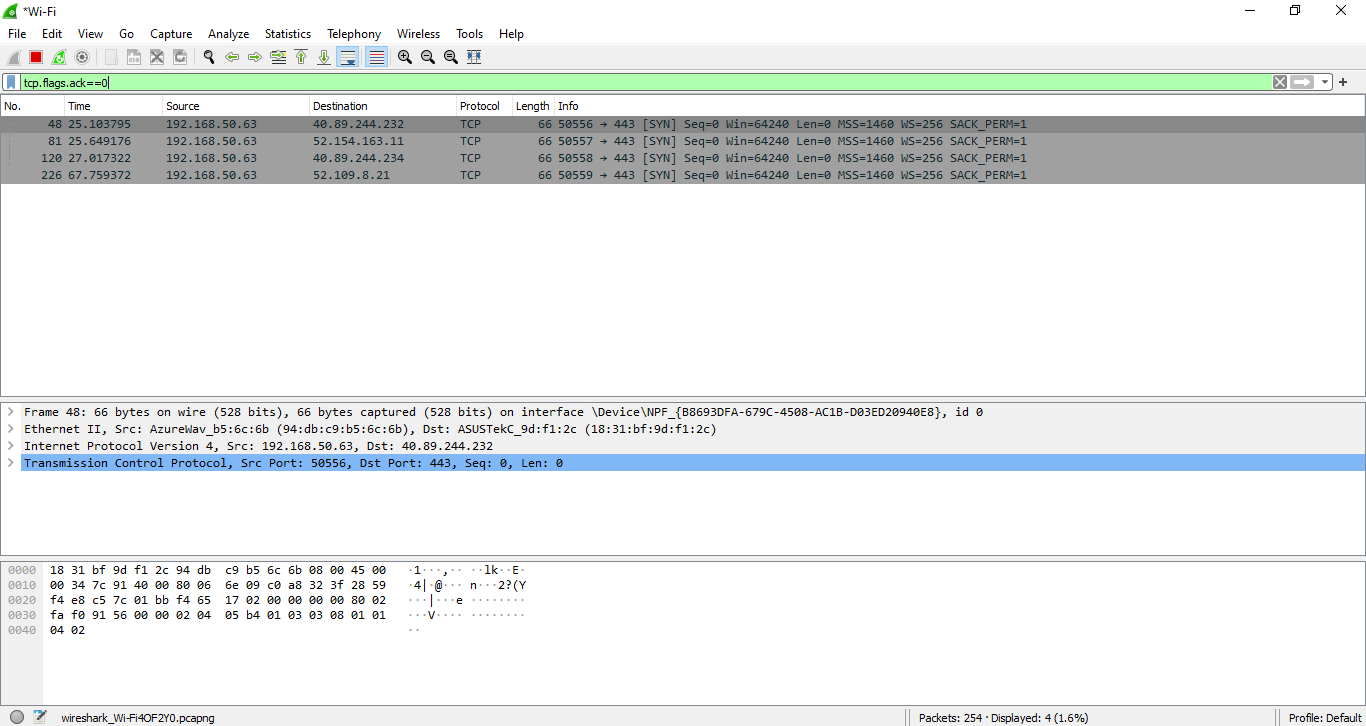 *Wi-Fi
File Edit View Go Capture Analyze Statistics Telephony Wireless Tools Help
tcp.flags.ack==0
No. Time Source Destination Protocol Length Info
48 25.103795 192.168.50.63 40.89.244.232 TCP 66 50556 → 443 [SYN] Seq=0 Win=64240 Len=0 MSS=1460 WS=256 SACK_PERM=1
81 25.649176 192.168.50.63 52.154.163.11 TCP 66 50557 → 443 [SYN] Seq=0 Win=64240 Len=0 MSS=1460 WS=256 SACK_PERM=1
120 27.017322 192.168.50.63 40.89.244.234 TCP 66 50558 → 443 [SYN] Seq=0 Win=64240 Len=0 MSS=1460 WS=256 SACK_PERM=1
226 67.759372 192.168.50.63 52.109.8.21 TCP 66 50559 → 443 [SYN] Seq=0 Win=64240 Len=0 MSS=1460 WS=256 SACK_PERM=1
Frame 48: 66 bytes on wire (528 bits), 66 bytes captured (528 bits) on interface \Device\NPF_{B8693DFA-679C-4508-AC1B-D03ED20940E8}, id 0
Ethernet II, Src: AzureWav_b5:6c:6b (94:db:c9:b5:6c:6b), Dst: ASUSTekC_9d:f1:2c (18:31:bf:9d:f1:2c)
Internet Protocol Version 4, Src: 192.168.50.63, Dst: 40.89.244.232
Transmission Control Protocol, Src Port: 50556, Dst Port: 443, Seq: 0, Len: 0
0000 18 31 bf 9d f1 2c 94 db c9 b5 6c 6b 08 00 45 00 ·1···,·· ··lk··E·
0010 00 34 7c 91 40 00 80 06 6e 09 c0 a8 32 3f 28 59 ·4|·@··· n···2?(Y
0020 f4 e8 c5 7c 01 bb f4 65 17 02 00 00 00 00 80 02 ···|···e ········
0030 fa f0 91 56 00 00 02 04 05 b4 01 03 03 08 01 01 ···V···· ········
0040 04 02 ··
wireshark_Wi-Fi4OF2Y0.pcapng Packets: 254 · Displayed: 4 (1.6%) Profile: Default